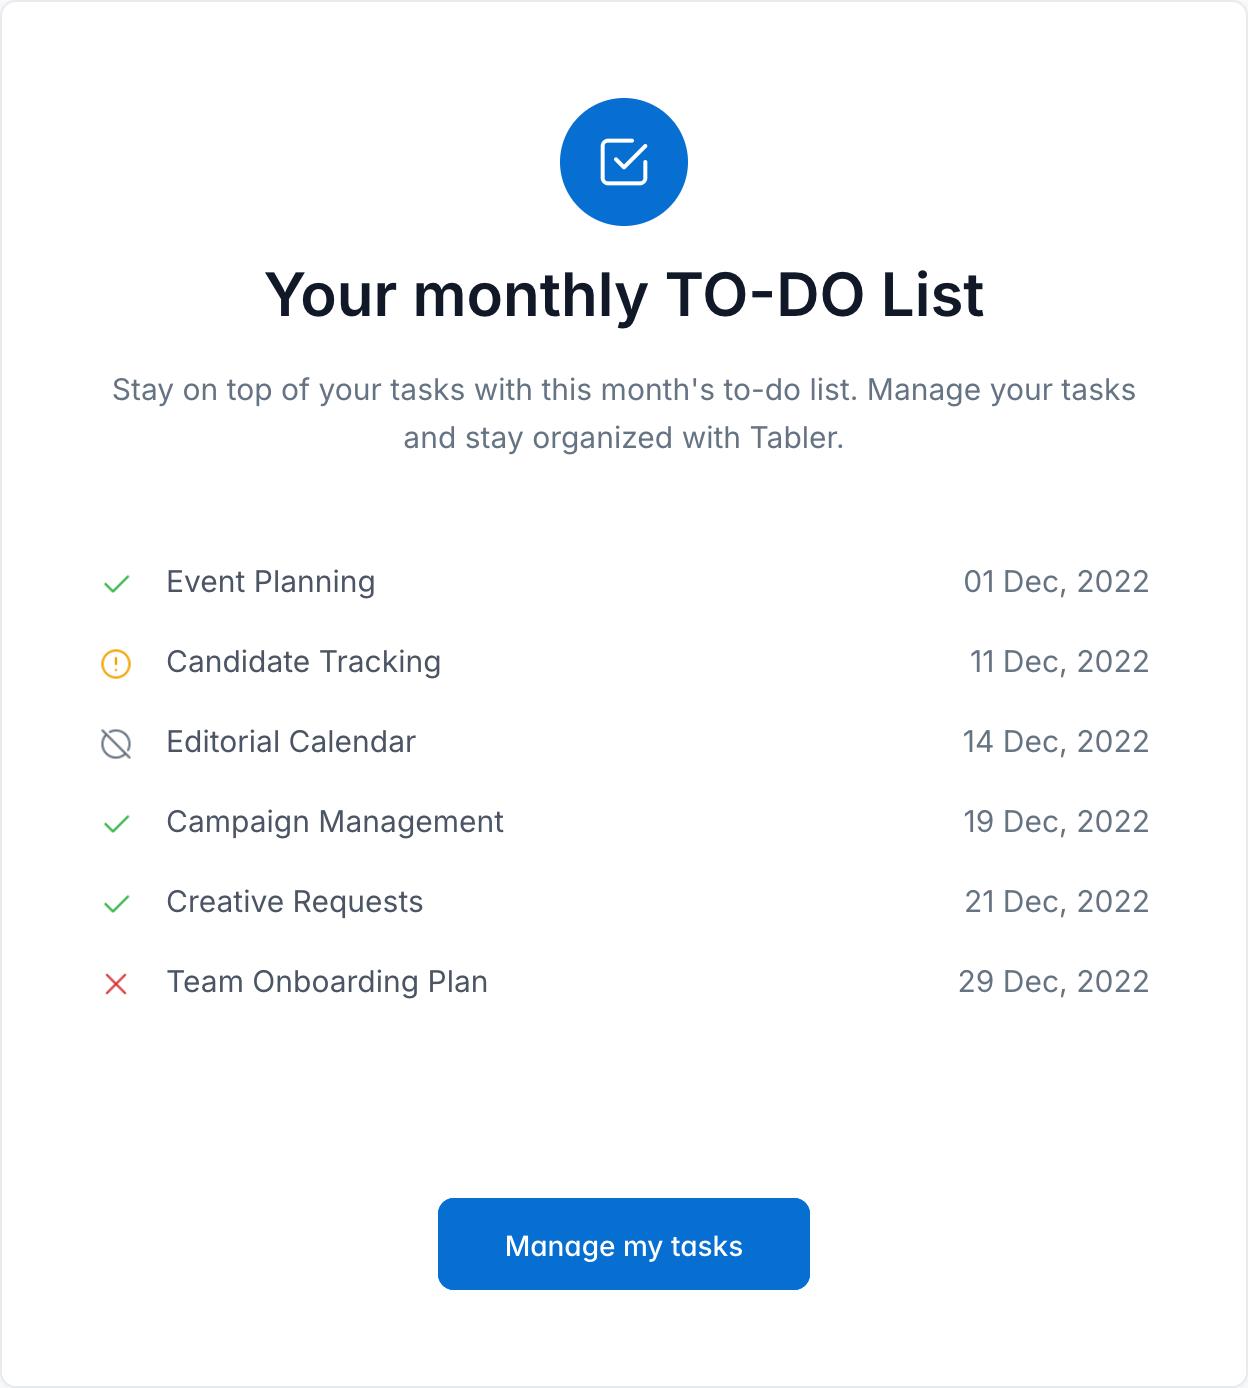 Your monthly TO-DO List
Stay on top of your tasks with this month's to-do list. Manage your tasks
and stay organized with Tabler.
Event Planning 01 Dec, 2022
Candidate Tracking 11 Dec, 2022
Editorial Calendar 14 Dec, 2022
Campaign Management 19 Dec, 2022
Creative Requests 21 Dec, 2022
Team Onboarding Plan 29 Dec, 2022
Manage my tasks